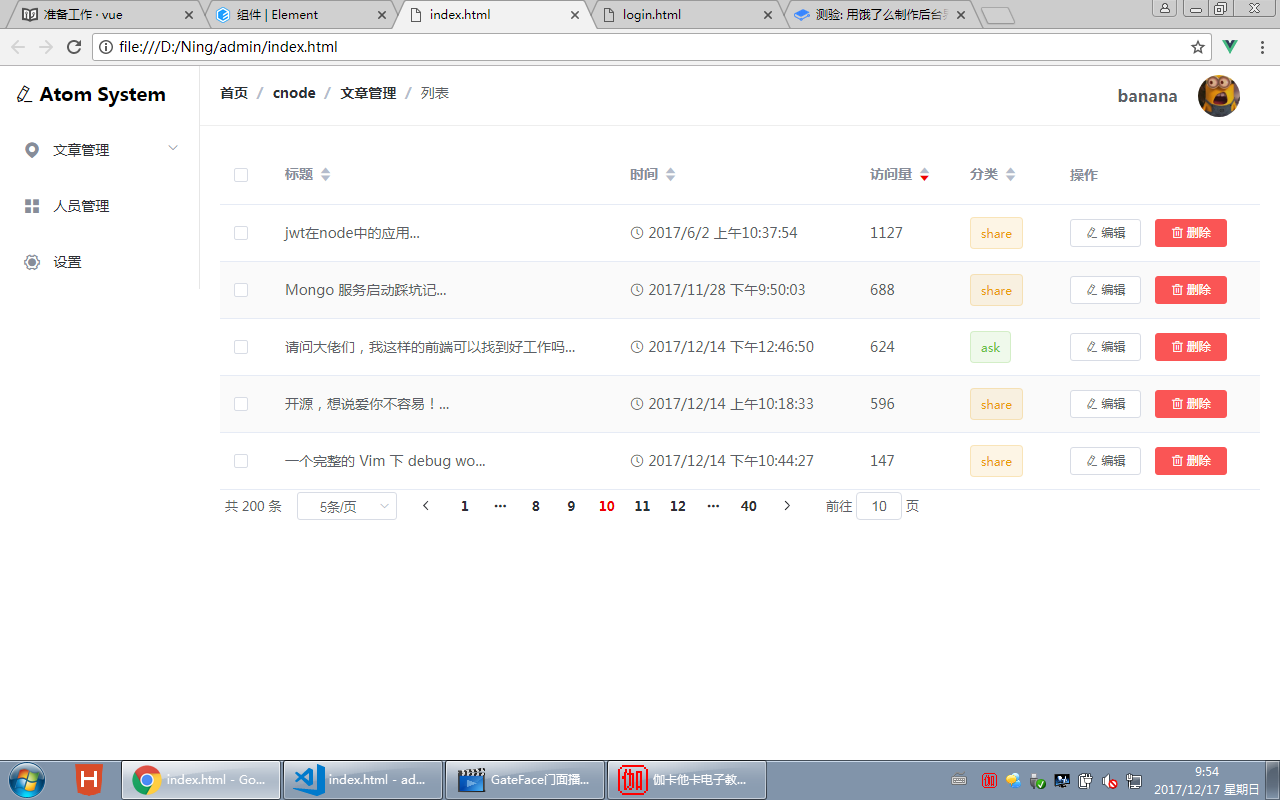 准备工作 · vue
组件 | Element
index.html
login.html
测验: 用饿了么制作后台
file:///D:/Ning/admin/index.html
Atom System
首页 / cnode / 文章管理 / 列表
banana
文章管理
人员管理
设置
标题 时间 访问量 分类 操作
jwt在node中的应用... 2017/6/2 上午10:37:54 1127 share 编辑 删除
Mongo 服务启动踩坑记... 2017/11/28 下午9:50:03 688 share 编辑 删除
请问大佬们，我这样的前端可以找到好工作吗... 2017/12/14 下午12:46:50 624 ask 编辑 删除
开源，想说爱你不容易！... 2017/12/14 上午10:18:33 596 share 编辑 删除
一个完整的 Vim 下 debug wo... 2017/12/14 下午10:44:27 147 share 编辑 删除
共 200 条 5条/页 1 ··· 8 9 10 11 12 ··· 40 前往 10 页
H
index.html - Go...
index.html - ad...
GateFace门面播...
伽
伽卡他卡电子教...
伽
9:54
2017/12/17 星期日